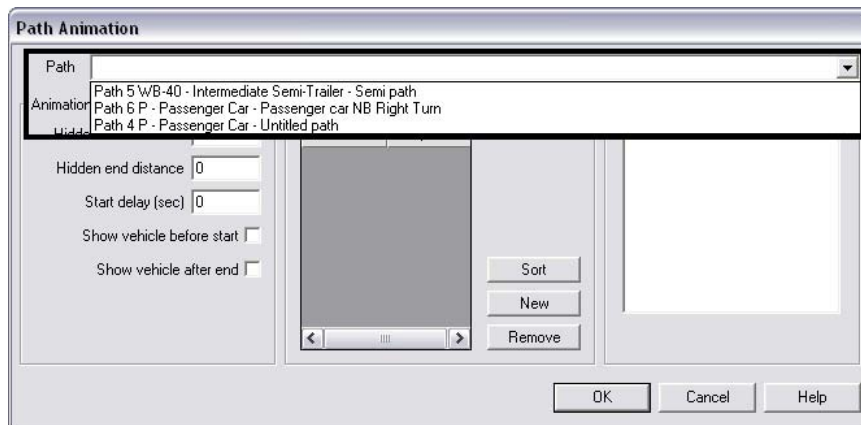 Path Animation
Path
Path 5 WB-40 - Intermediate Semi-Trailer - Semi path
Path 6 P - Passenger Car - Passenger car NB Right Turn
Path 4 P - Passenger Car - Untitled path
Animation
Hidden end distance 0
Start delay (sec) 0
Show vehicle before start
Show vehicle after end
Sort
New
Remove
OK
Cancel
Help